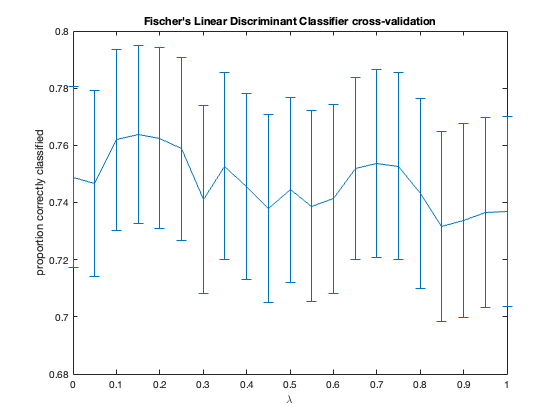 Fischer's Linear Discriminant Classifier cross-validation
proportion correctly classified
0.8
0.78
0.76
0.74
0.72
0.7
0.68
0 0.1 0.2 0.3 0.4 0.5 0.6 0.7 0.8 0.9 1
λ